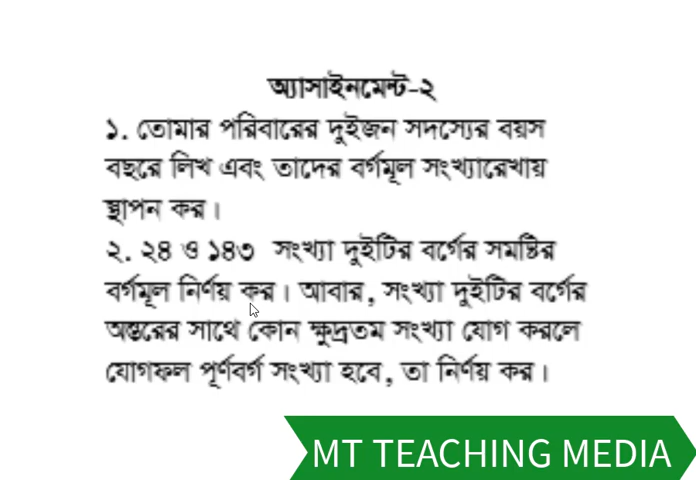 অ্যাসাইনমেন্ট-২
১. তোমার পরিবারের দুইজন সদস্যের বয়স
বছরে লিখ এবং তাদের বর্গমূল সংখ্যারেখায়
স্থাপন কর।
২. ২৪ ও ১৪৩ সংখ্যা দুইটির বর্গের সমষ্টির
বর্গমূল নির্ণয় কর। আবার, সংখ্যা দুইটির বর্গের
অন্তরের সাথে কোন ক্ষুদ্রতম সংখ্যা যোগ করলে
যোগফল পূর্ণবর্গ সংখ্যা হবে, তা নির্ণয় কর।
MT TEACHING MEDIA